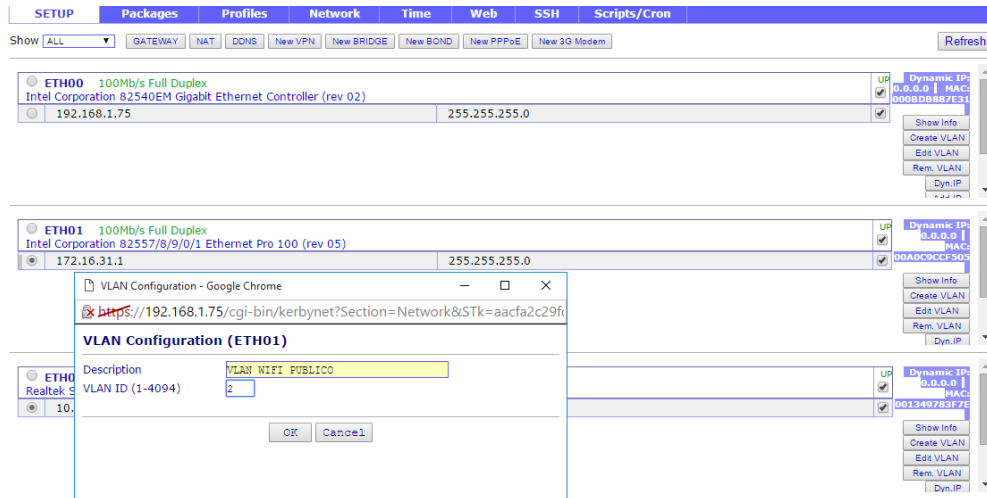 SETUP Packages Profiles Network Time Web SSH Scripts/Cron
Show ALL GATEWAY NAT DDNS New VPN New BRIDGE New BOND New PPPoE New 3G Modem Refresh
ETH00 100Mb/s Full Duplex
Intel Corporation 82540EM Gigabit Ethernet Controller (rev 02)
UP
Dynamic IP:
0.0.0.0 | MAC:
000BDB887E31
192.168.1.75 255.255.255.0
Show Info
Create VLAN
Edit VLAN
Rem. VLAN
Dyn.IP
Add IP
ETH01 100Mb/s Full Duplex
Intel Corporation 82557/8/9/0/1 Ethernet Pro 100 (rev 05)
UP
Dynamic IP:
0.0.0.0 |
MAC:
00A0C9CCF505
172.16.31.1 255.255.255.0
Show Info
Create VLAN
Edit VLAN
Rem. VLAN
Dyn.IP
VLAN Configuration - Google Chrome
https://192.168.1.75/cgi-bin/kerbynet?Section=Network&STk=aacfa2c29f
VLAN Configuration (ETH01)
Description VLAN WIFI PUBLICO
VLAN ID (1-4094) 2
OK Cancel
ETH0
Realtek S
10.
UP
Dynamic IP:
0.0.0.0 |
MAC:
001349783F7E
Show Info
Create VLAN
Edit VLAN
Rem. VLAN
Dyn.IP